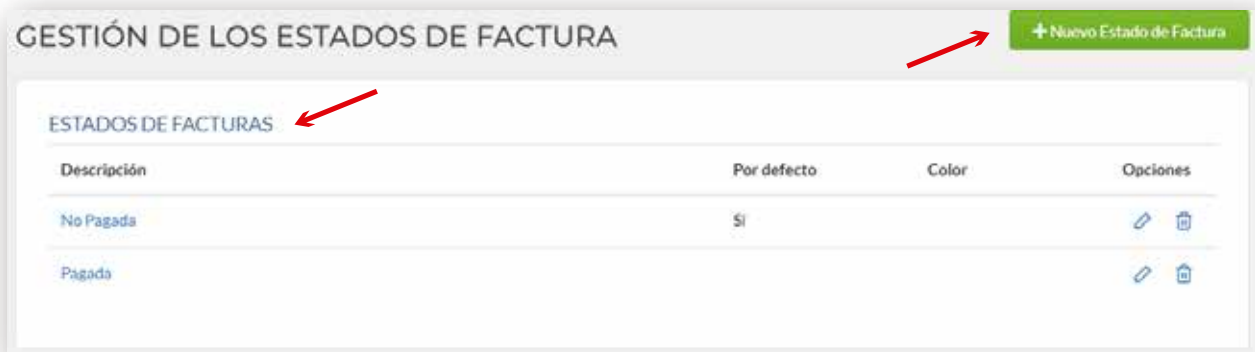 GESTIÓN DE LOS ESTADOS DE FACTURA
+ Nuevo Estado de Factura
ESTADOS DE FACTURAS
Descripción Por defecto Color Opciones
No Pagada Sí
Pagada